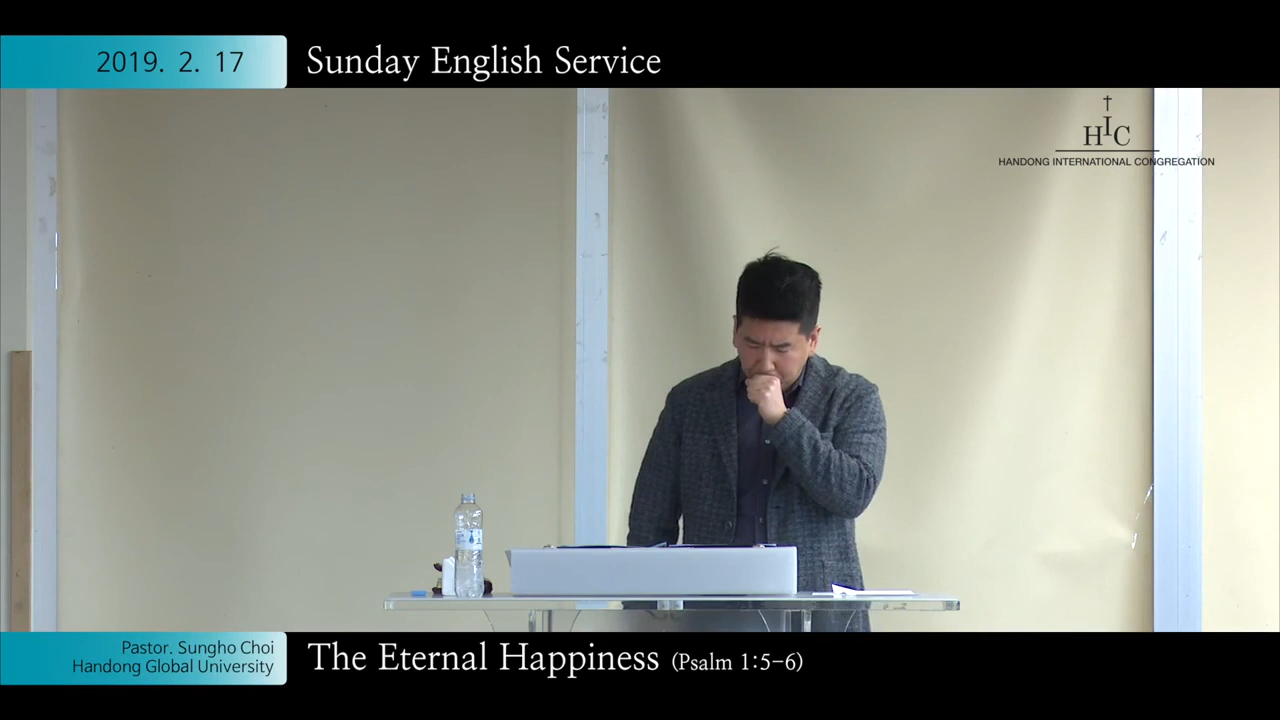 2019. 2. 17
Sunday English Service
HIC
HANDONG INTERNATIONAL CONGREGATION
Pastor. Sungho Choi
Handong Global University
The Eternal Happiness (Psalm 1:5-6)